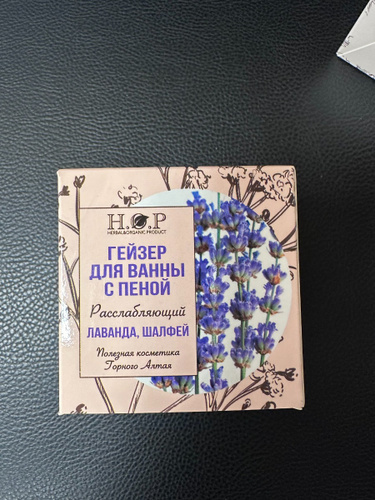 H.O.P
HERBAL&ORGANIC PRODUCT
ГЕЙЗЕР
ДЛЯ ВАННЫ
С ПЕНОЙ
Расслабляющий
ЛАВАНДА, ШАЛФЕЙ
Полезная косметика
Горного Алтая